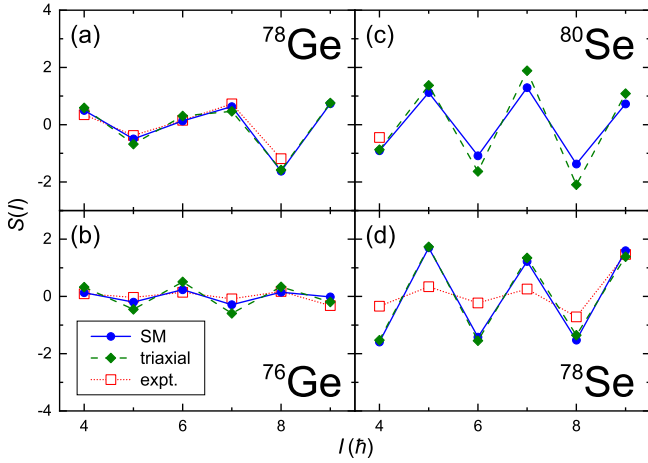 (a) ⁷⁸Ge (c) ⁸⁰Se
4
2
0
-2
S(I)
(b) (d)
2
0
-2
-4
SM
triaxial
expt.
⁷⁶Ge ⁷⁸Se
4 6 8 4 6 8
I (ℏ)